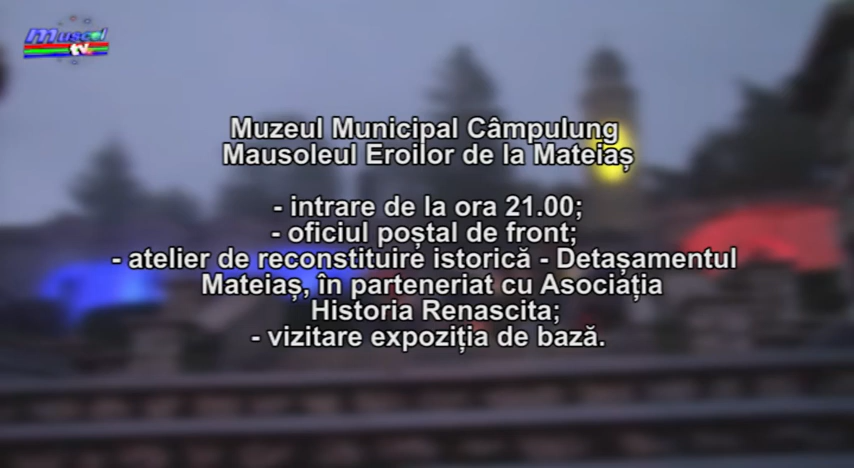 Muscel
tv
Muzeul Municipal Câmpulung
Mausoleul Eroilor de la Mateiaș
- intrare de la ora 21.00;
- oficiul poștal de front;
- atelier de reconstituire istorică - Detașamentul
Mateiaș, în parteneriat cu Asociația
Historia Renascita;
- vizitare expoziția de bază.